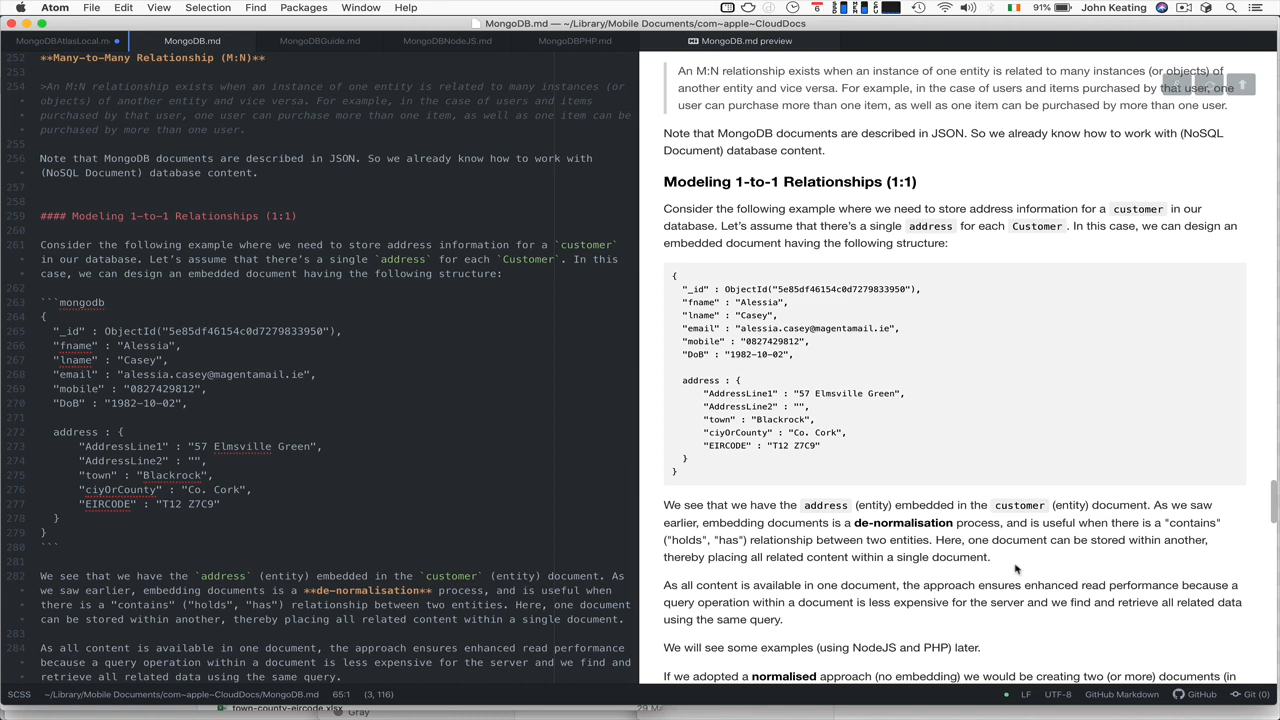 Atom File Edit View Selection Find Packages Window Help 6 91% John Keating
MongoDB.md — ~/Library/Mobile Documents/com~apple~CloudDocs
MongoDBAtlasLocal.m MongoDB.md MongoDBGuide.md MongoDBNodeJS.md MongoDBPHP.md MongoDB.md preview
252 **Many-to-Many Relationship (M:N)**
253
254 >An M:N relationship exists when an instance of one entity is related to many instances (or
objects) of another entity and vice versa. For example, in the case of users and items
purchased by that user, one user can purchase more than one item, as well as one item can be
purchased by more than one user.
255
256 Note that MongoDB documents are described in JSON. So we already know how to work with
(NoSQL Document) database content.
257
258
259 #### Modeling 1-to-1 Relationships (1:1)
260
261 Consider the following example where we need to store address information for a `customer`
in our database. Let's assume that there's a single `address` for each `Customer`. In this
case, we can design an embedded document having the following structure:
262
263 ```mongodb
264 {
265 "_id" : ObjectId("5e85df46154c0d7279833950"),
266 "fname" : "Alessia",
267 "lname" : "Casey",
268 "email" : "alessia.casey@magentamail.ie",
269 "mobile" : "0827429812",
270 "DoB" : "1982-10-02",
271
272 address : {
273 "AddressLine1" : "57 Elmsville Green",
274 "AddressLine2" : "",
275 "town" : "Blackrock",
276 "ciyOrCounty" : "Co. Cork",
277 "EIRCODE" : "T12 Z7C9"
278 }
279 }
280 ```
281
282 We see that we have the `address` (entity) embedded in the `customer` (entity) document. As
we saw earlier, embedding documents is a **de-normalisation** process, and is useful when
there is a "contains" ("holds", "has") relationship between two entities. Here, one document
can be stored within another, thereby placing all related content within a single document.
283
284 As all content is available in one document, the approach ensures enhanced read performance
because a query operation within a document is less expensive for the server and we find and
retrieve all related data using the same query.
An M:N relationship exists when an instance of one entity is related to many instances (or objects) of
another entity and vice versa. For example, in the case of users and items purchased by that user, one
user can purchase more than one item, as well as one item can be purchased by more than one user.
Note that MongoDB documents are described in JSON. So we already know how to work with (NoSQL
Document) database content.
Modeling 1-to-1 Relationships (1:1)
Consider the following example where we need to store address information for a customer in our
database. Let's assume that there's a single address for each Customer. In this case, we can design an
embedded document having the following structure:
{
"_id" : ObjectId("5e85df46154c0d7279833950"),
"fname" : "Alessia",
"lname" : "Casey",
"email" : "alessia.casey@magentamail.ie",
"mobile" : "0827429812",
"DoB" : "1982-10-02",
address : {
"AddressLine1" : "57 Elmsville Green",
"AddressLine2" : "",
"town" : "Blackrock",
"ciyOrCounty" : "Co. Cork",
"EIRCODE" : "T12 Z7C9"
}
}
We see that we have the address (entity) embedded in the customer (entity) document. As we saw
earlier, embedding documents is a de-normalisation process, and is useful when there is a "contains"
("holds", "has") relationship between two entities. Here, one document can be stored within another,
thereby placing all related content within a single document.
As all content is available in one document, the approach ensures enhanced read performance because a
query operation within a document is less expensive for the server and we find and retrieve all related data
using the same query.
We will see some examples (using NodeJS and PHP) later.
If we adopted a normalised approach (no embedding) we would be creating two (or more) documents (in
SCSS ~/Library/Mobile Documents/com~apple~CloudDocs/MongoDB.md 65:1 (3, 116) LF UTF-8 GitHub Markdown GitHub Git (0)
town-county-eircode.xlsx Gray